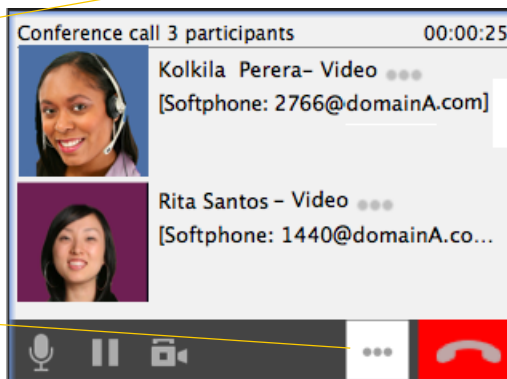 Conference call 3 participants 00:00:25
Kolkila Perera– Video
[Softphone: 2766@domainA.com]
Rita Santos – Video
[Softphone: 1440@domainA.co...